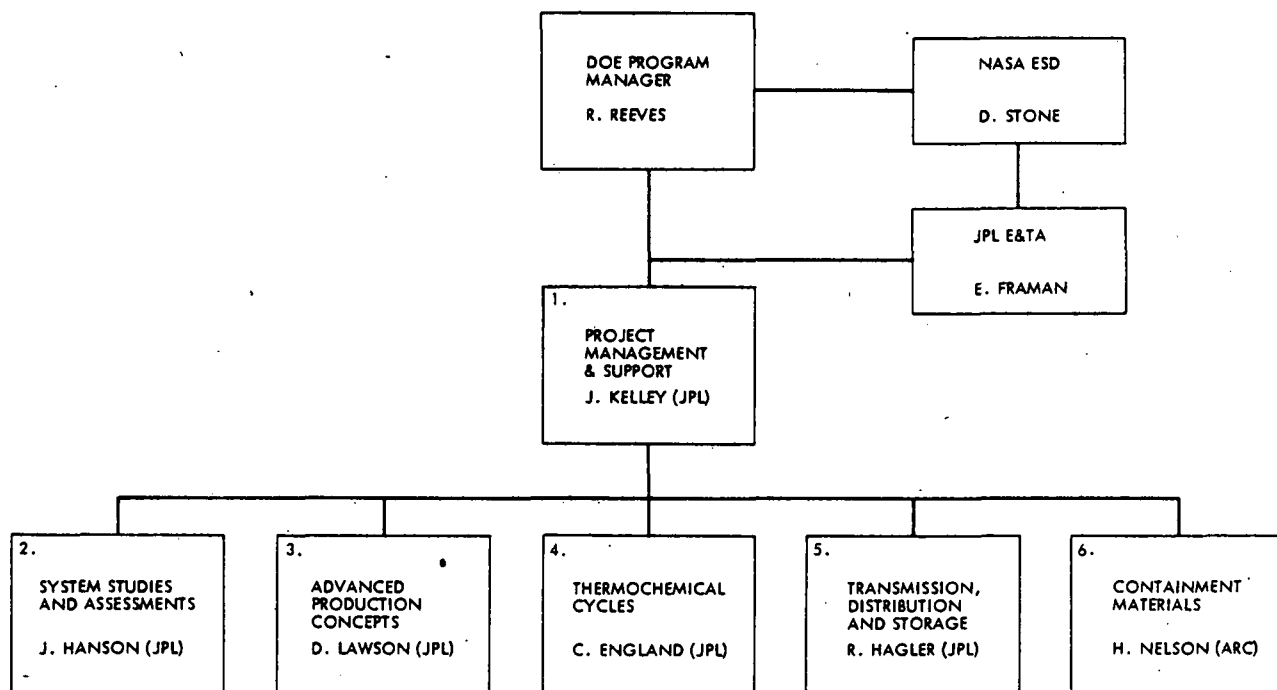 DOE PROGRAM
MANAGER
R. REEVES
NASA ESD
D. STONE
JPL E&TA
E. FRAMAN
1.
PROJECT
MANAGEMENT
& SUPPORT
J. KELLEY (JPL)
2.
SYSTEM STUDIES
AND ASSESSMENTS
J. HANSON (JPL)
3.
ADVANCED
PRODUCTION
CONCEPTS
D. LAWSON (JPL)
4.
THERMOCHEMICAL
CYCLES
C. ENGLAND (JPL)
5.
TRANSMISSION,
DISTRIBUTION
AND STORAGE
R. HAGLER (JPL)
6.
CONTAINMENT
MATERIALS
H. NELSON (ARC)